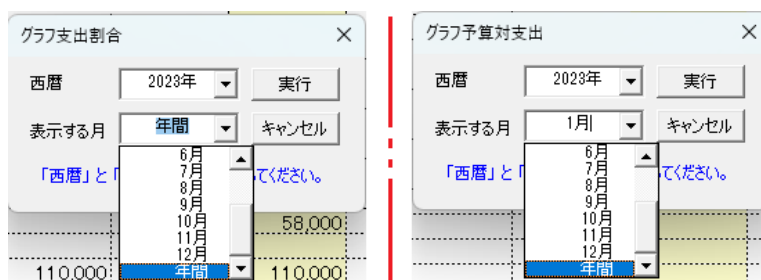 グラフ支出割合
西暦
2023年
実行
表示する月
年間
キャンセル
「西暦」と「
てください。
6月
7月
8月
9月
10月
11月
12月
年間
58,000
110,000
110,000
グラフ予算対支出
西暦
2023年
実行
表示する月
1月
キャンセル
「西暦」と「
てください。
6月
7月
8月
9月
10月
11月
12月
年間